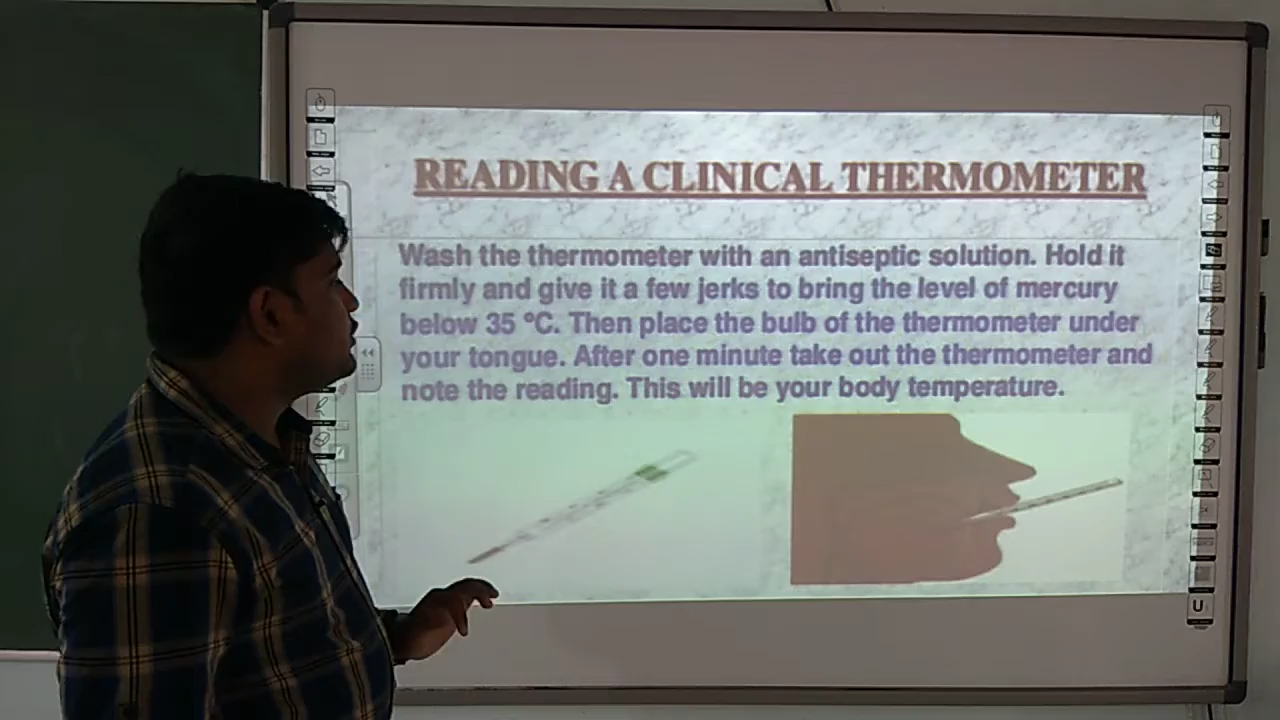 READING A CLINICAL THERMOMETER
Wash the thermometer with an antiseptic solution. Hold it
firmly and give it a few jerks to bring the level of mercury
below 35 °C. Then place the bulb of the thermometer under
your tongue. After one minute take out the thermometer and
note the reading. This will be your body temperature.